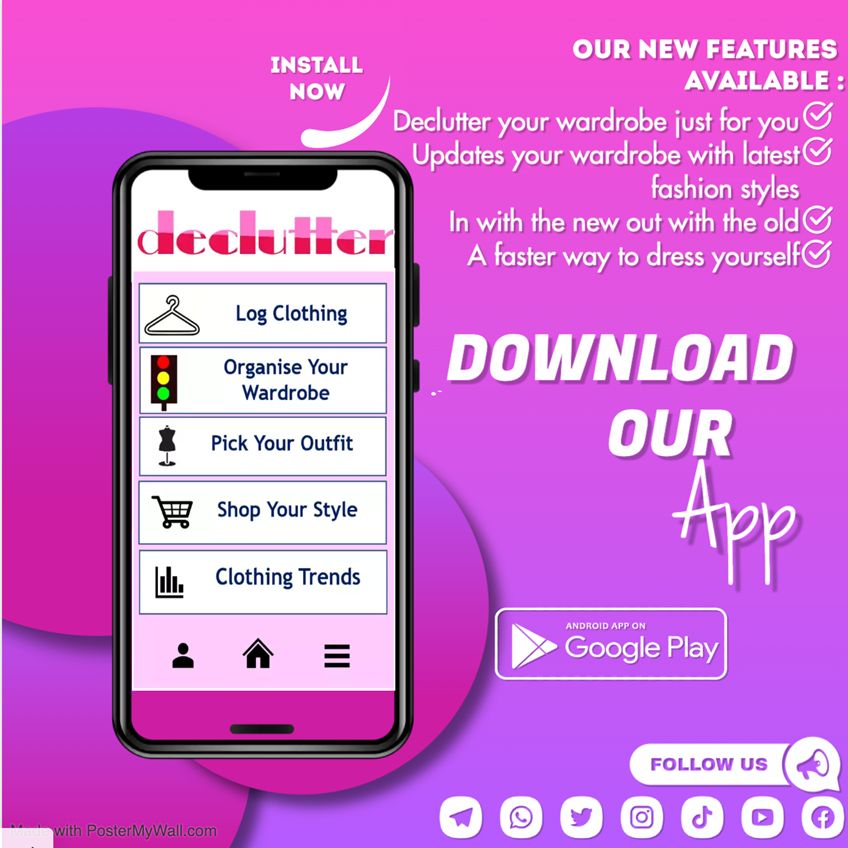 INSTALL
NOW
OUR NEW FEATURES
AVAILABLE :
Declutter your wardrobe just for you
Updates your wardrobe with latest
fashion styles
In with the new out with the old
A faster way to dress yourself
declutter
Log Clothing
Organise Your
Wardrobe
Pick Your Outfit
Shop Your Style
Clothing Trends
DOWNLOAD
OUR
App
ANDROID APP ON
Google Play
FOLLOW US
Made with PosterMyWall.com